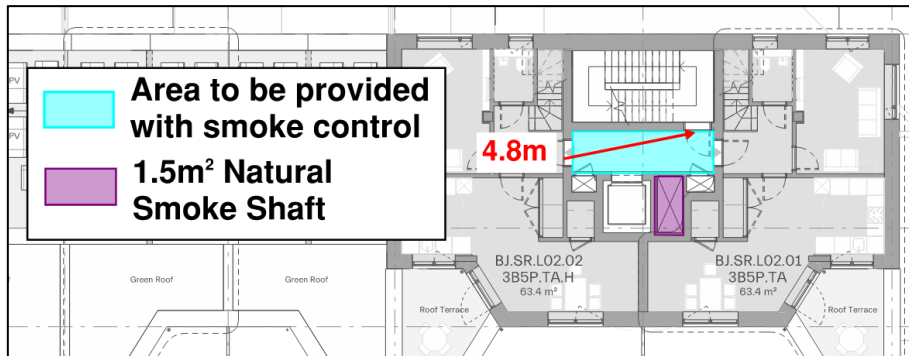 PV
PV
Area to be provided
with smoke control
1.5m² Natural
Smoke Shaft
4.8m
BJ.SR.L02.02
3B5P.TA.H
63.4 m²
BJ.SR.L02.01
3B5P.TA
63.4 m²
Green Roof
Green Roof
Roof Terrace
Roof Terrace